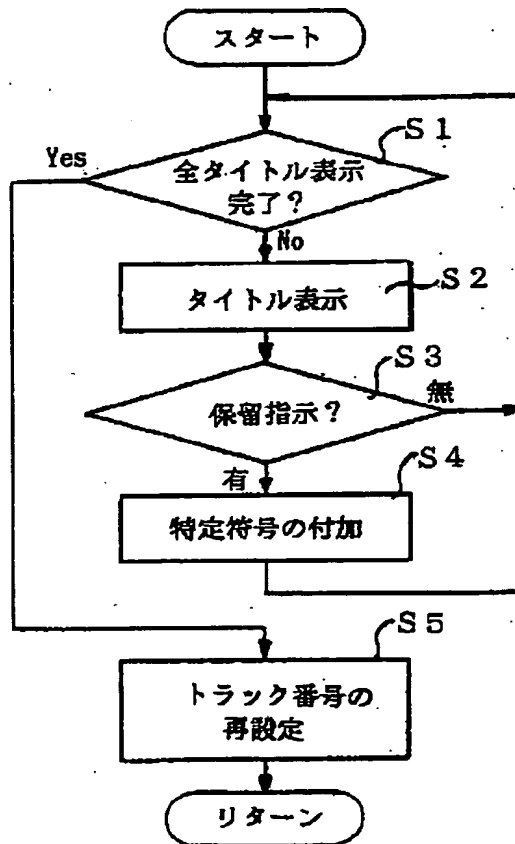 スタート
S1
Yes
全タイトル表示
完了?
No
S2
タイトル表示
S3
無
保留指示?
有
S4
特定符号の付加
S5
トラック番号の
再設定
リターン